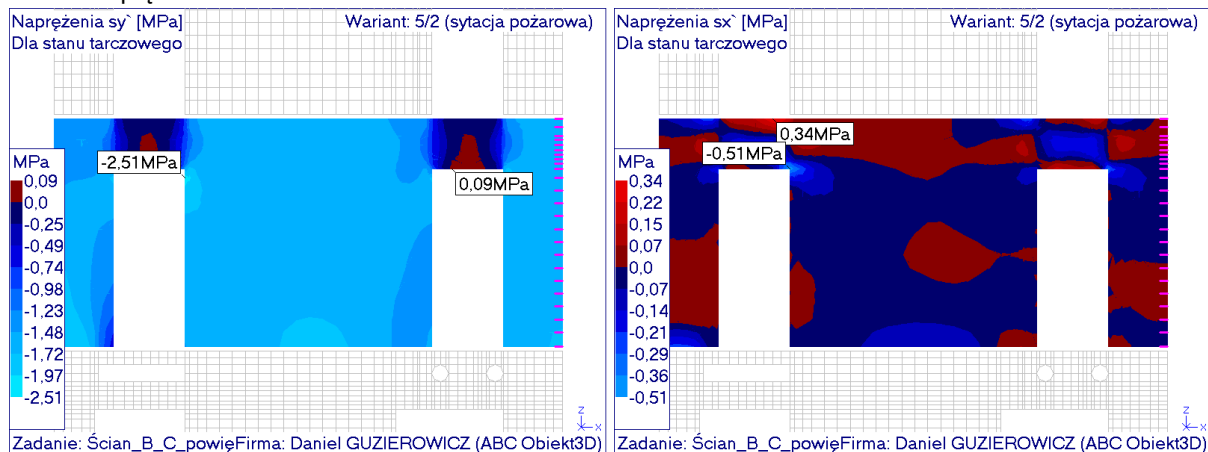 Naprężenia sy` [MPa]
Wariant: 5/2 (sytacja pożarowa)
Dla stanu tarczowego
-2,51MPa
0,09MPa
MPa
0,09
0,0
-0,25
-0,49
-0,74
-0,98
-1,23
-1,48
-1,72
-1,97
-2,51
z
x
Zadanie: Ścian_B_C_powięFirma: Daniel GUZIEROWICZ (ABC Obiekt3D)
Naprężenia sx` [MPa]
Wariant: 5/2 (sytacja pożarowa)
Dla stanu tarczowego
0,34MPa
-0,51MPa
MPa
0,34
0,22
0,15
0,07
0,0
-0,07
-0,14
-0,21
-0,29
-0,36
-0,51
z
x
Zadanie: Ścian_B_C_powięFirma: Daniel GUZIEROWICZ (ABC Obiekt3D)